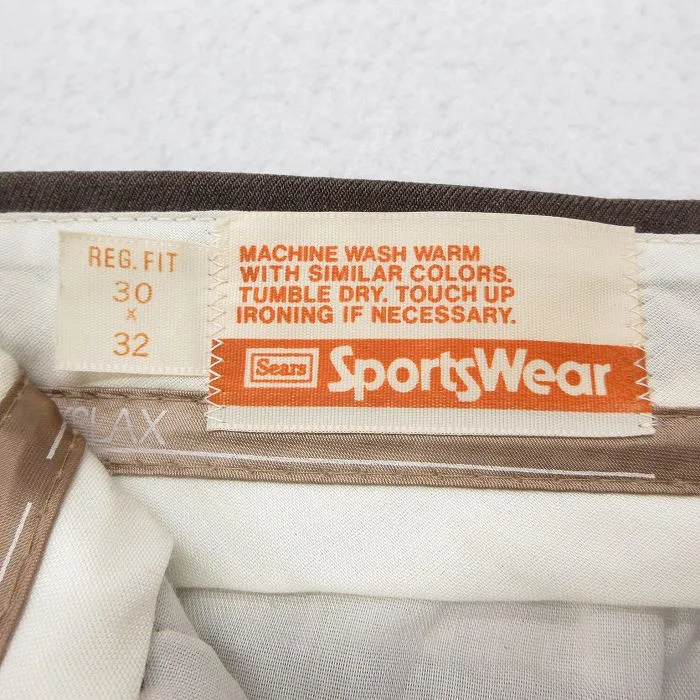 REG. FIT
30
x
32
MACHINE WASH WARM
WITH SIMILAR COLORS.
TUMBLE DRY. TOUCH UP
IRONING IF NECESSARY.
Sears SportsWear